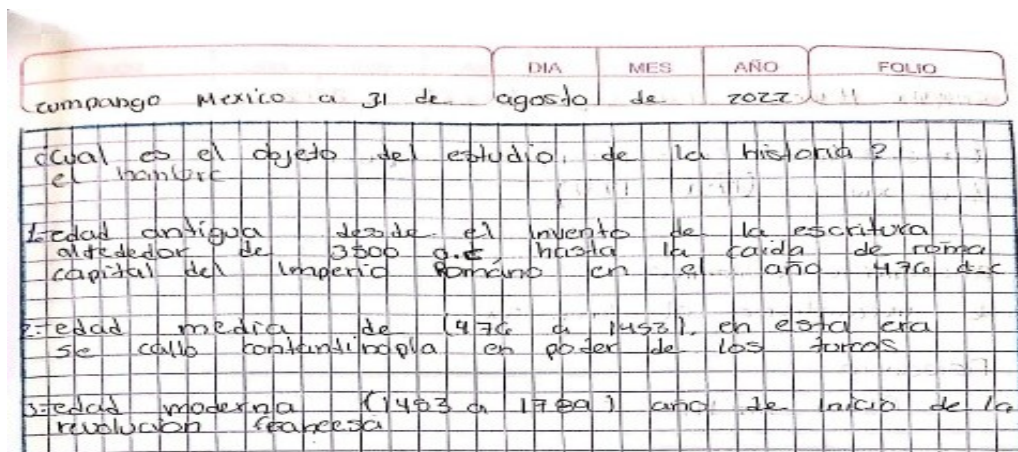 DIA MES AÑO FOLIO
cumpango Mexico a 31 de agosto de 2022
¿Cual es el objeto del estudio. de la Historia?
el hombre
1.-edad antigua desde el invento de la escritura
alrededor de 3500 a.c, hasta la caida de roma
capital del Imperio Romano en el año 476 d.c
2.-edad media de (476 a 1453). en esta era
se callo contantinopla en poder de los turcos
3.-edad moderna (1453 a 1789) año de inicio de la
revolucion francesa